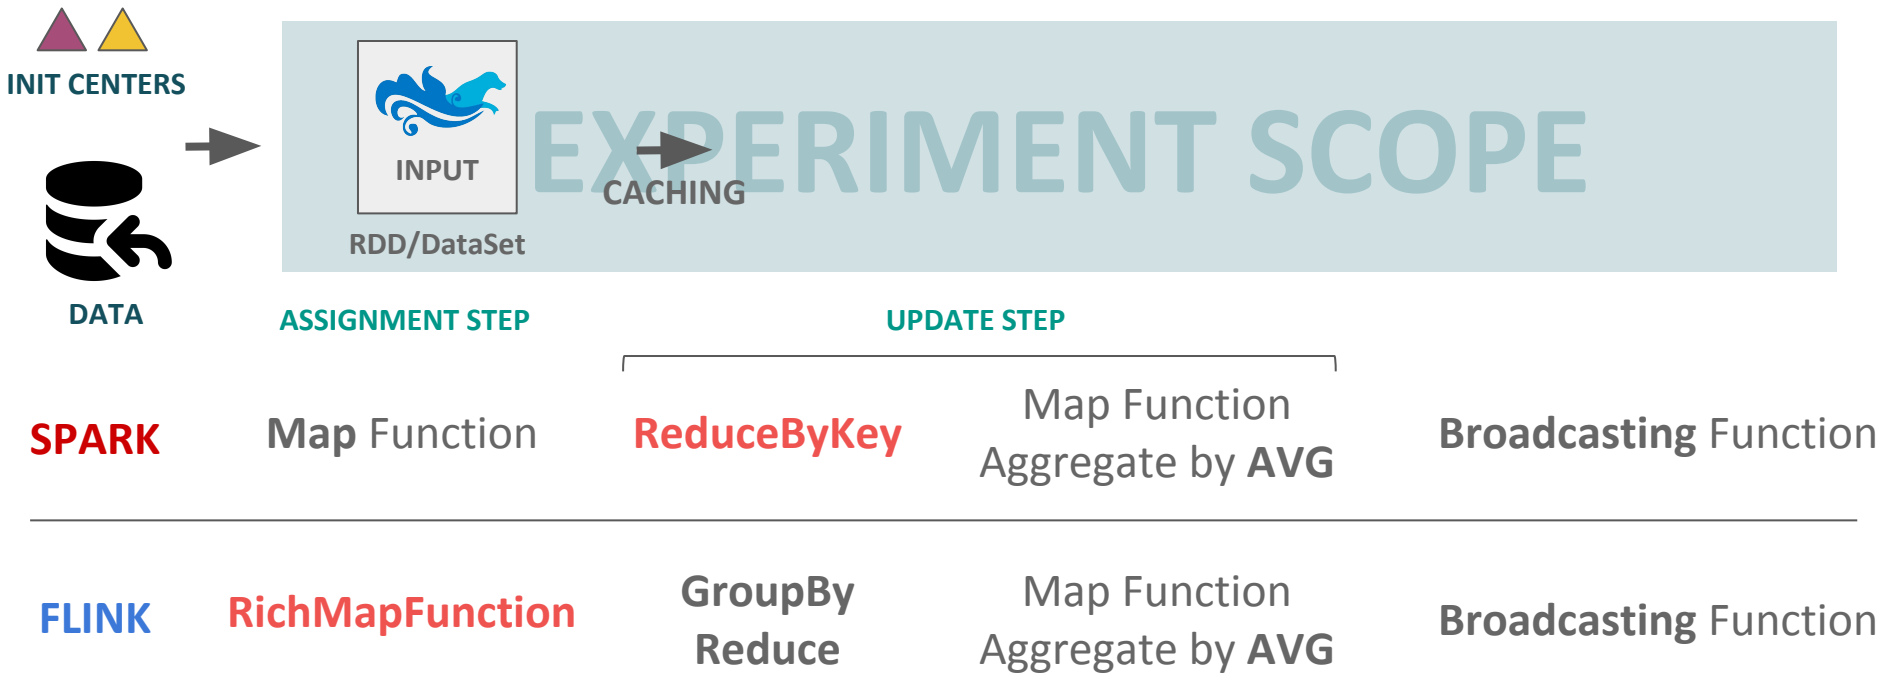 INIT CENTERS
DATA
EXPERIMENT SCOPE
INPUT
CACHING
RDD/DataSet
ASSIGNMENT STEP
UPDATE STEP
SPARK
Map Function
ReduceByKey
Map Function
Aggregate by AVG
Broadcasting Function
FLINK
RichMapFunction
GroupBy
Reduce
Map Function
Aggregate by AVG
Broadcasting Function